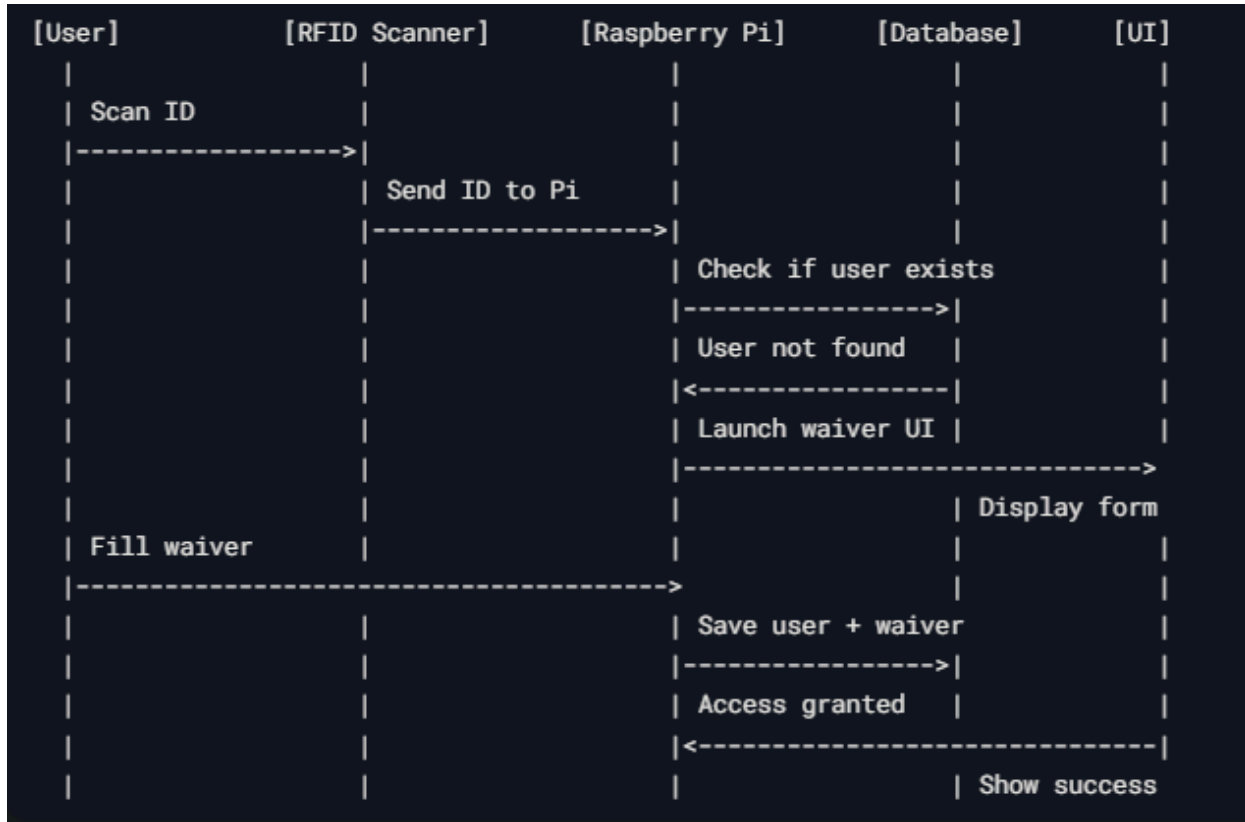 [User] [RFID Scanner] [Raspberry Pi] [Database] [UI]
Scan ID
Send ID to Pi
Check if user exists
User not found
Launch waiver UI
Display form
Fill waiver
Save user + waiver
Access granted
Show success